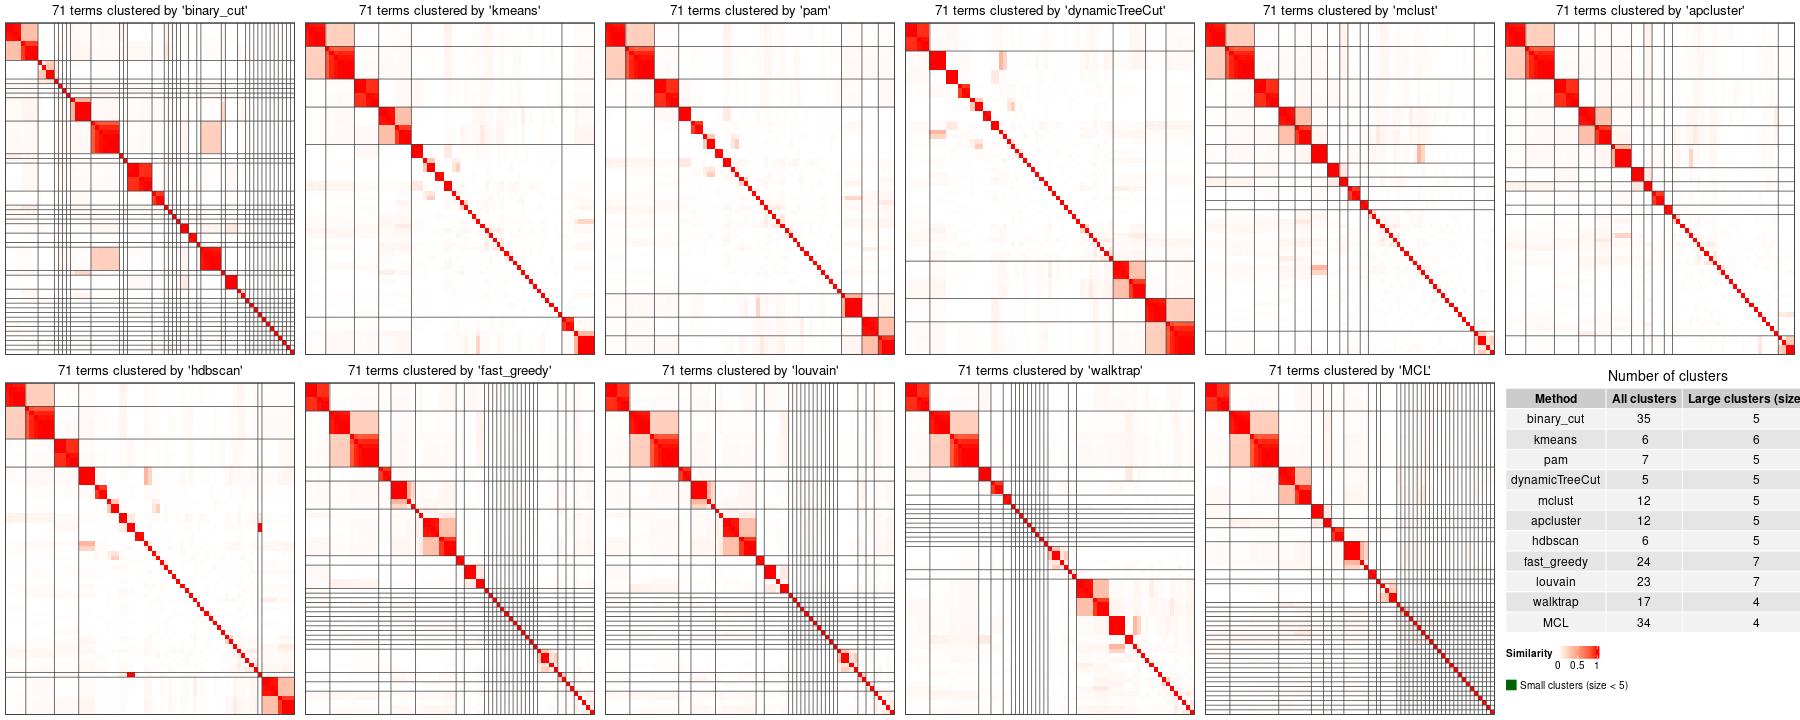 71 terms clustered by 'binary_cut'
71 terms clustered by 'kmeans'
71 terms clustered by 'pam'
71 terms clustered by 'dynamicTreeCut'
71 terms clustered by 'mclust'
71 terms clustered by 'apcluster'
71 terms clustered by 'hdbscan'
71 terms clustered by 'fast_greedy'
71 terms clustered by 'louvain'
71 terms clustered by 'walktrap'
71 terms clustered by 'MCL'
Number of clusters
Method All clusters Large clusters (size
binary_cut 35 5
kmeans 6 6
pam 7 5
dynamicTreeCut 5 5
mclust 12 5
apcluster 12 5
hdbscan 6 5
fast_greedy 24 7
louvain 23 7
walktrap 17 4
MCL 34 4
Similarity
0 0.5 1
Small clusters (size < 5)